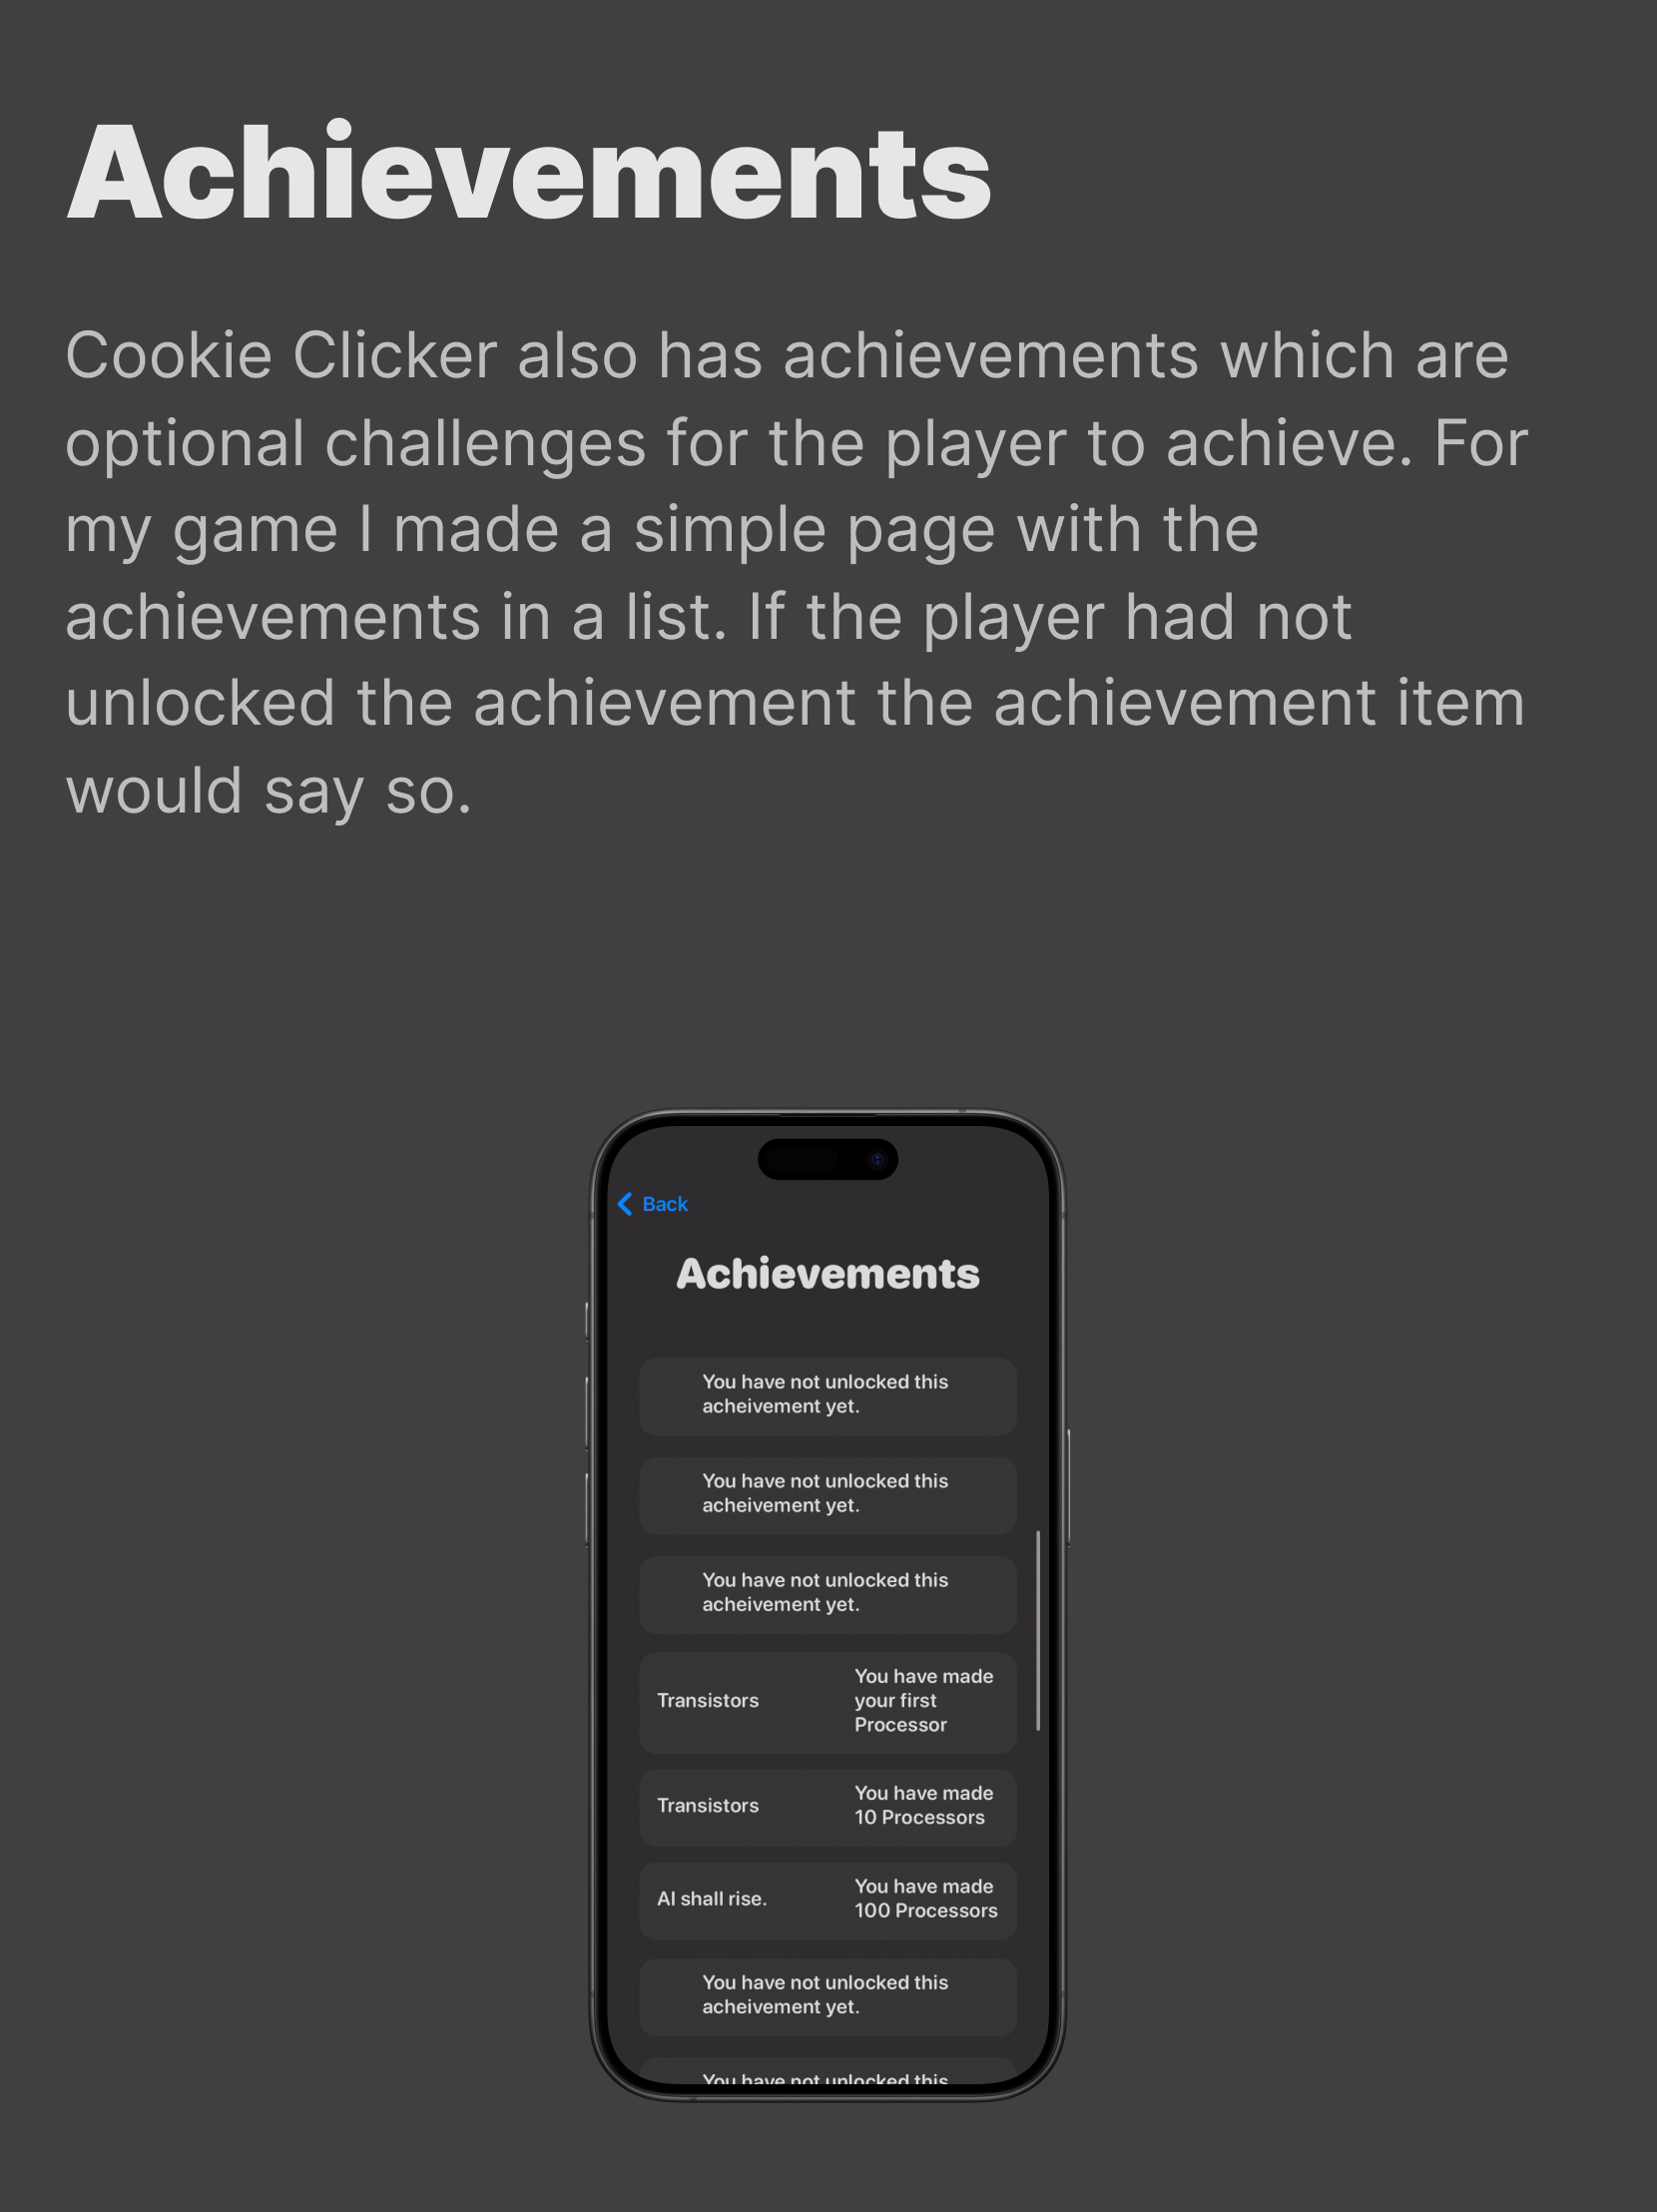 Achievements
Cookie Clicker also has achievements which are
optional challenges for the player to achieve. For
my game I made a simple page with the
achievements in a list. If the player had not
unlocked the achievement the achievement item
would say so.
Back
Achievements
You have not unlocked this
acheivement yet.
You have not unlocked this
acheivement yet.
You have not unlocked this
acheivement yet.
Transistors
You have made
your first
Processor
Transistors
You have made
10 Processors
AI shall rise.
You have made
100 Processors
You have not unlocked this
acheivement yet.
You have not unlocked this